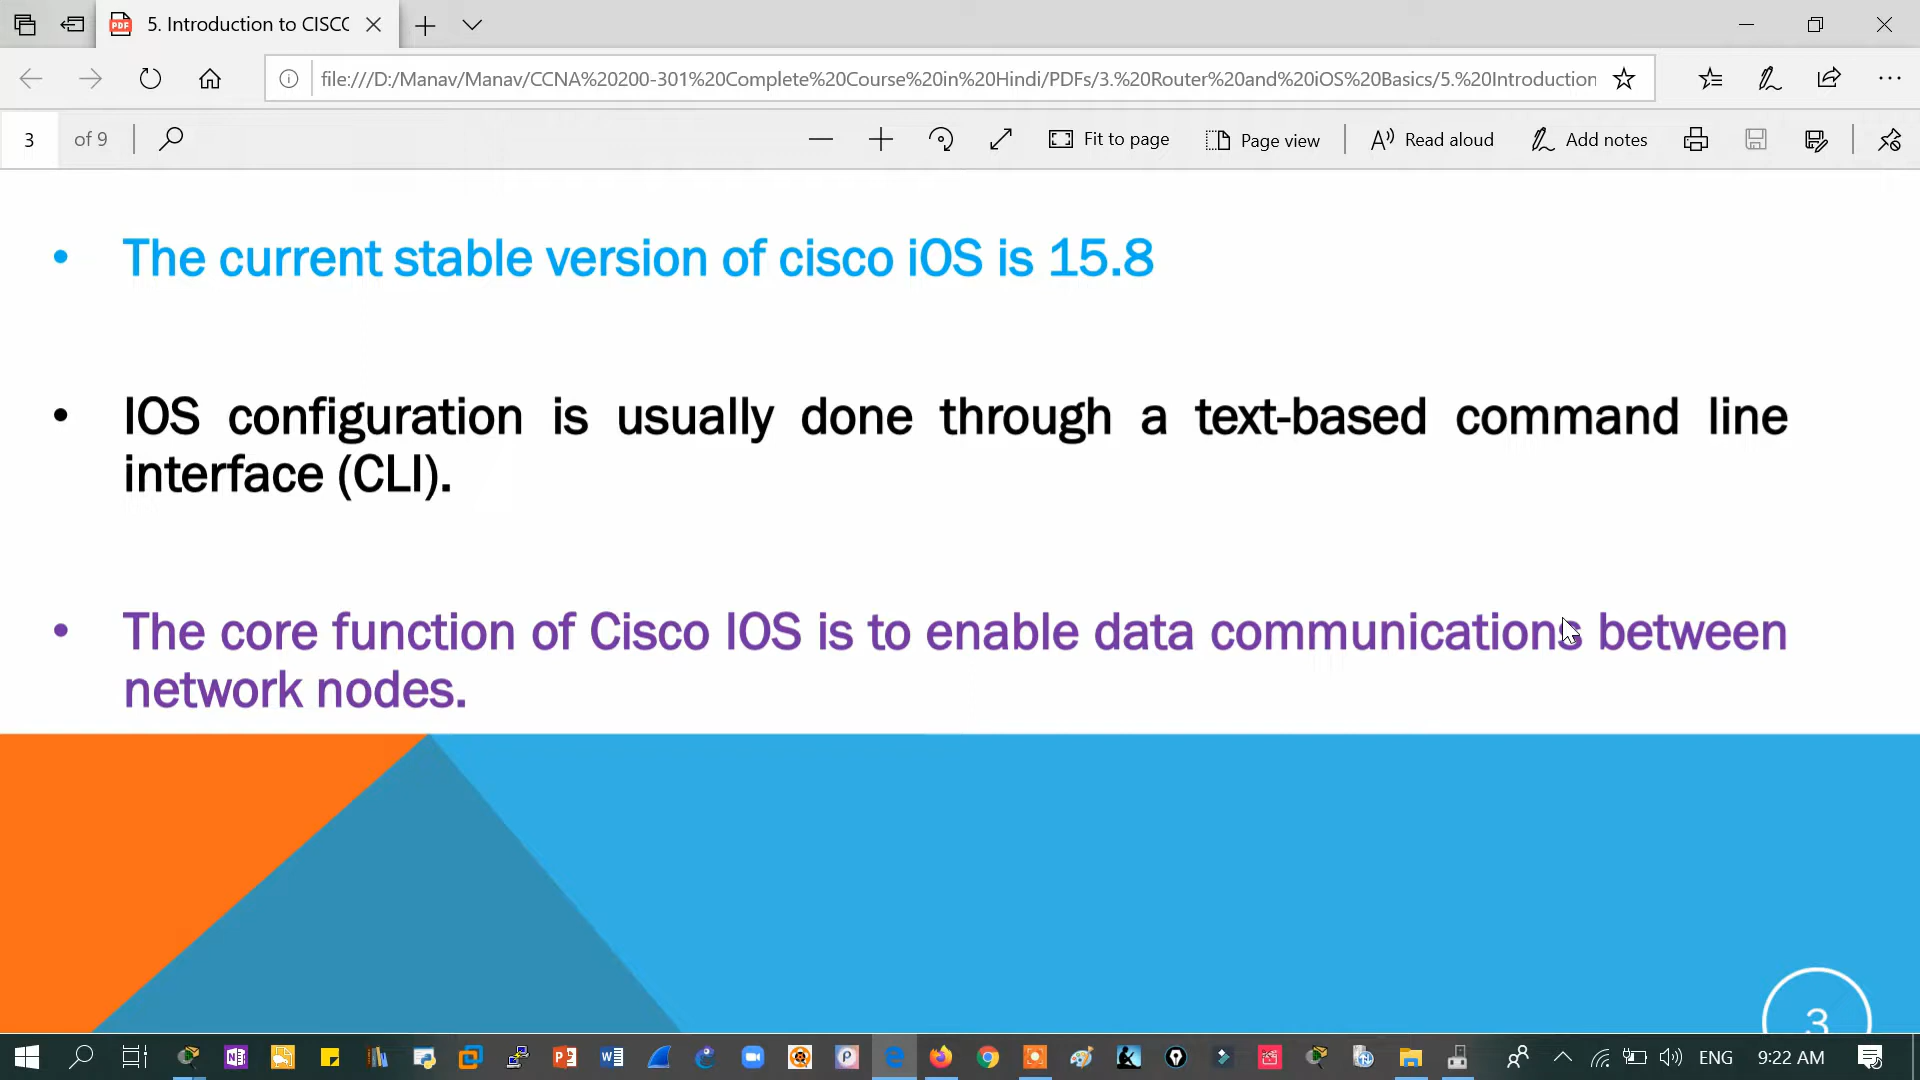 5. Introduction to CISCO
file:///D:/Manav/Manav/CCNA%20200-301%20Complete%20Course%20in%20Hindi/PDFs/3.%20Router%20and%20iOS%20Basics/5.%20Introduction
3 of 9
Fit to page
Page view
Read aloud
Add notes
• The current stable version of cisco iOS is 15.8
• IOS configuration is usually done through a text-based command line
interface (CLI).
• The core function of Cisco IOS is to enable data communications between
network nodes.
3
ENG
9:22 AM